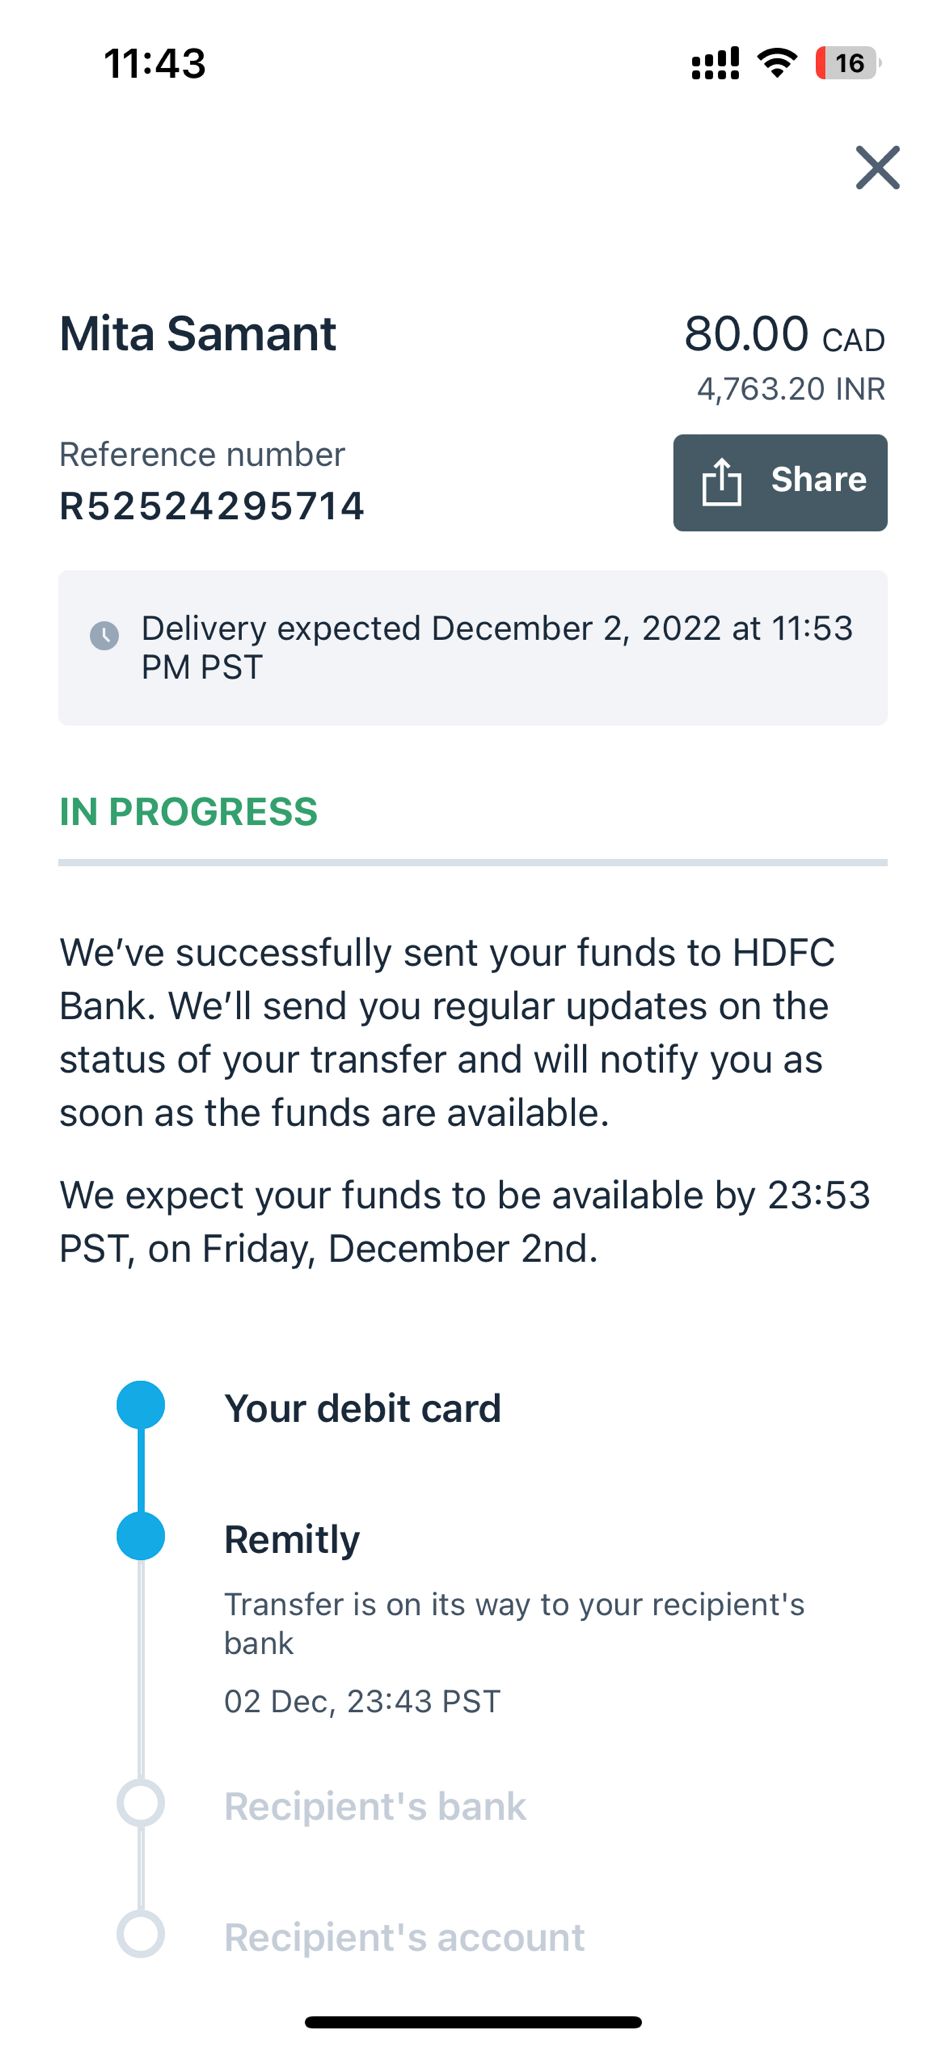 11:43
16
Mita Samant
80.00 CAD
4,763.20 INR
Reference number
R52524295714
Share
Delivery expected December 2, 2022 at 11:53
PM PST
IN PROGRESS
We’ve successfully sent your funds to HDFC
Bank. We’ll send you regular updates on the
status of your transfer and will notify you as
soon as the funds are available.
We expect your funds to be available by 23:53
PST, on Friday, December 2nd.
Your debit card
Remitly
Transfer is on its way to your recipient's
bank
02 Dec, 23:43 PST
Recipient's bank
Recipient's account